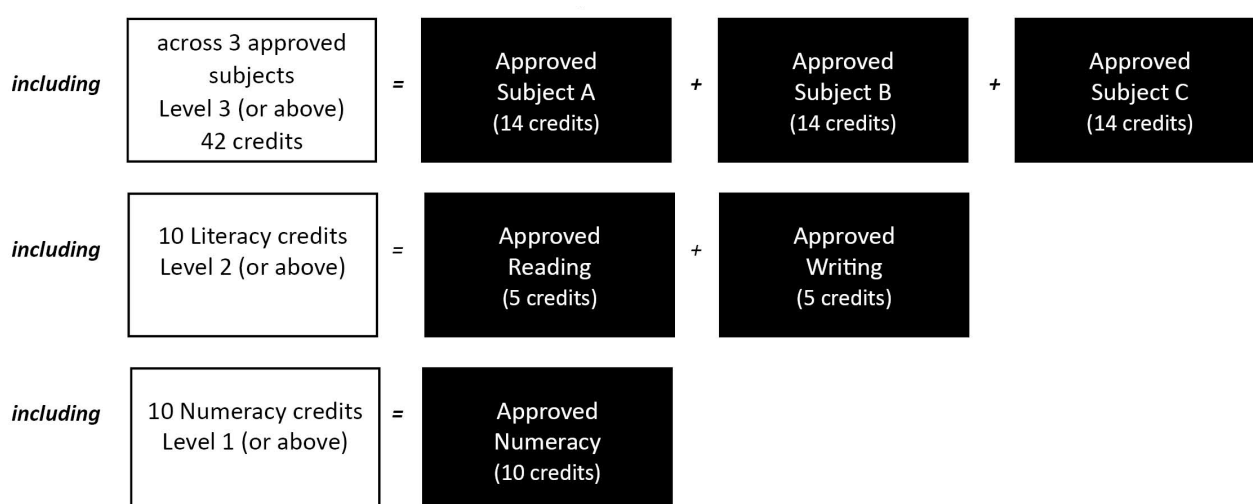 including
across 3 approved
subjects
Level 3 (or above)
42 credits
=
Approved
Subject A
(14 credits)
+
Approved
Subject B
(14 credits)
+
Approved
Subject C
(14 credits)
including
10 Literacy credits
Level 2 (or above)
=
Approved
Reading
(5 credits)
+
Approved
Writing
(5 credits)
including
10 Numeracy credits
Level 1 (or above)
=
Approved
Numeracy
(10 credits)